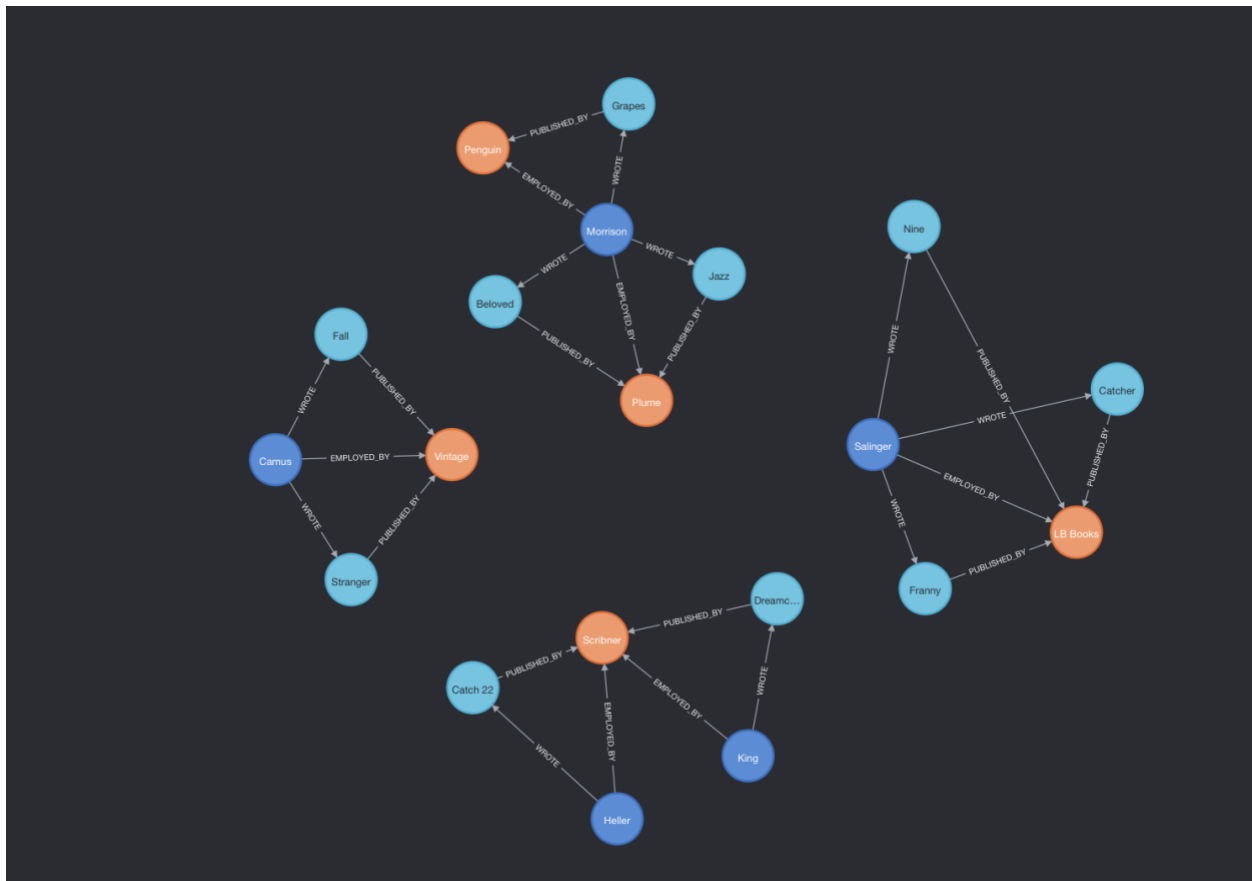 Grapes
PUBLISHED_BY
Penguin
EMPLOYED_BY
WROTE
Morrison
WROTE
Jazz
WROTE
Beloved
EMPLOYED_BY
PUBLISHED_BY
PUBLISHED_BY
Plume
Fall
WROTE
PUBLISHED_BY
Camus
EMPLOYED_BY
Vintage
WROTE
PUBLISHED_BY
Stranger
Nine
WROTE
PUBLISHED_BY
Catcher
WROTE
Salinger
PUBLISHED_BY
EMPLOYED_BY
WROTE
LB Books
PUBLISHED_BY
Franny
Dreamc...
PUBLISHED_BY
Scribner
PUBLISHED_BY
Catch 22
EMPLOYED_BY
WROTE
EMPLOYED_BY
WROTE
King
Heller